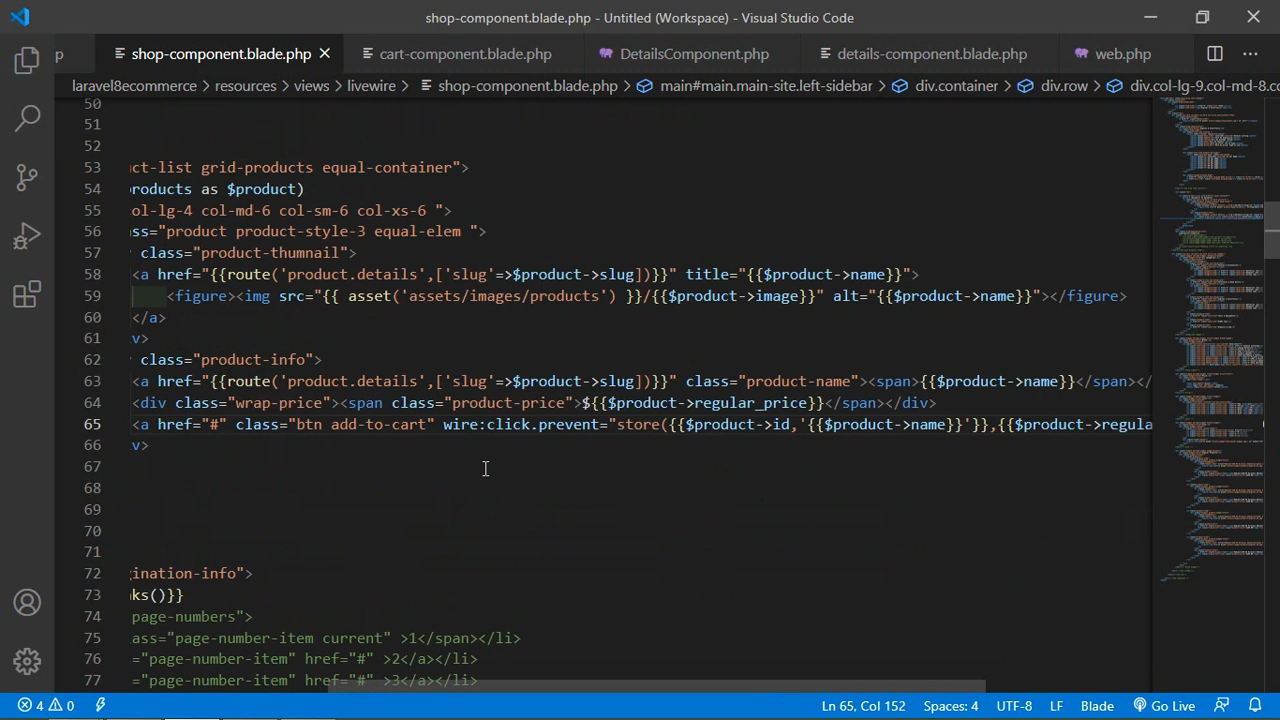 shop-component.blade.php - Untitled (Workspace) - Visual Studio Code
p shop-component.blade.php cart-component.blade.php DetailsComponent.php details-component.blade.php web.php
laravel8ecommerce > resources > views > livewire > shop-component.blade.php > main#main.main-site.left-sidebar > div.container > div.row > div.col-lg-9.col-md-8.co
50
51
52
53 uct-list grid-products equal-container">
54 roducts as $product)
55 col-lg-4 col-md-6 col-sm-6 col-xs-6 ">
56 ass="product product-style-3 equal-elem ">
57 class="product-thumnail">
58 <a href="{{route('product.details',['slug'=>$product->slug])}}" title="{{$product->name}}">
59 <figure><img src="{{ asset('assets/images/products') }}/{{$product->image}}" alt="{{$product->name}}"></figure>
60 </a>
61 v>
62 class="product-info">
63 <a href="{{route('product.details',['slug'=>$product->slug])}}" class="product-name"><span>{{$product->name}}</span></
64 <div class="wrap-price"><span class="product-price">${{$product->regular_price}}</span></div>
65 <a href="#" class="btn add-to-cart" wire:click.prevent="store({{$product->id,'{{$product->name}}'}},{{$product->regula
66 v>
67
68
69
70
71
72 gination-info">
73 ks()}}
74 page-numbers">
75 ass="page-number-item current" >1</span></li>
76 ="page-number-item" href="#" >2</a></li>
77 ="page-number-item" href="#" >3</a></li>
4 0 Ln 65, Col 152 Spaces: 4 UTF-8 LF Blade Go Live